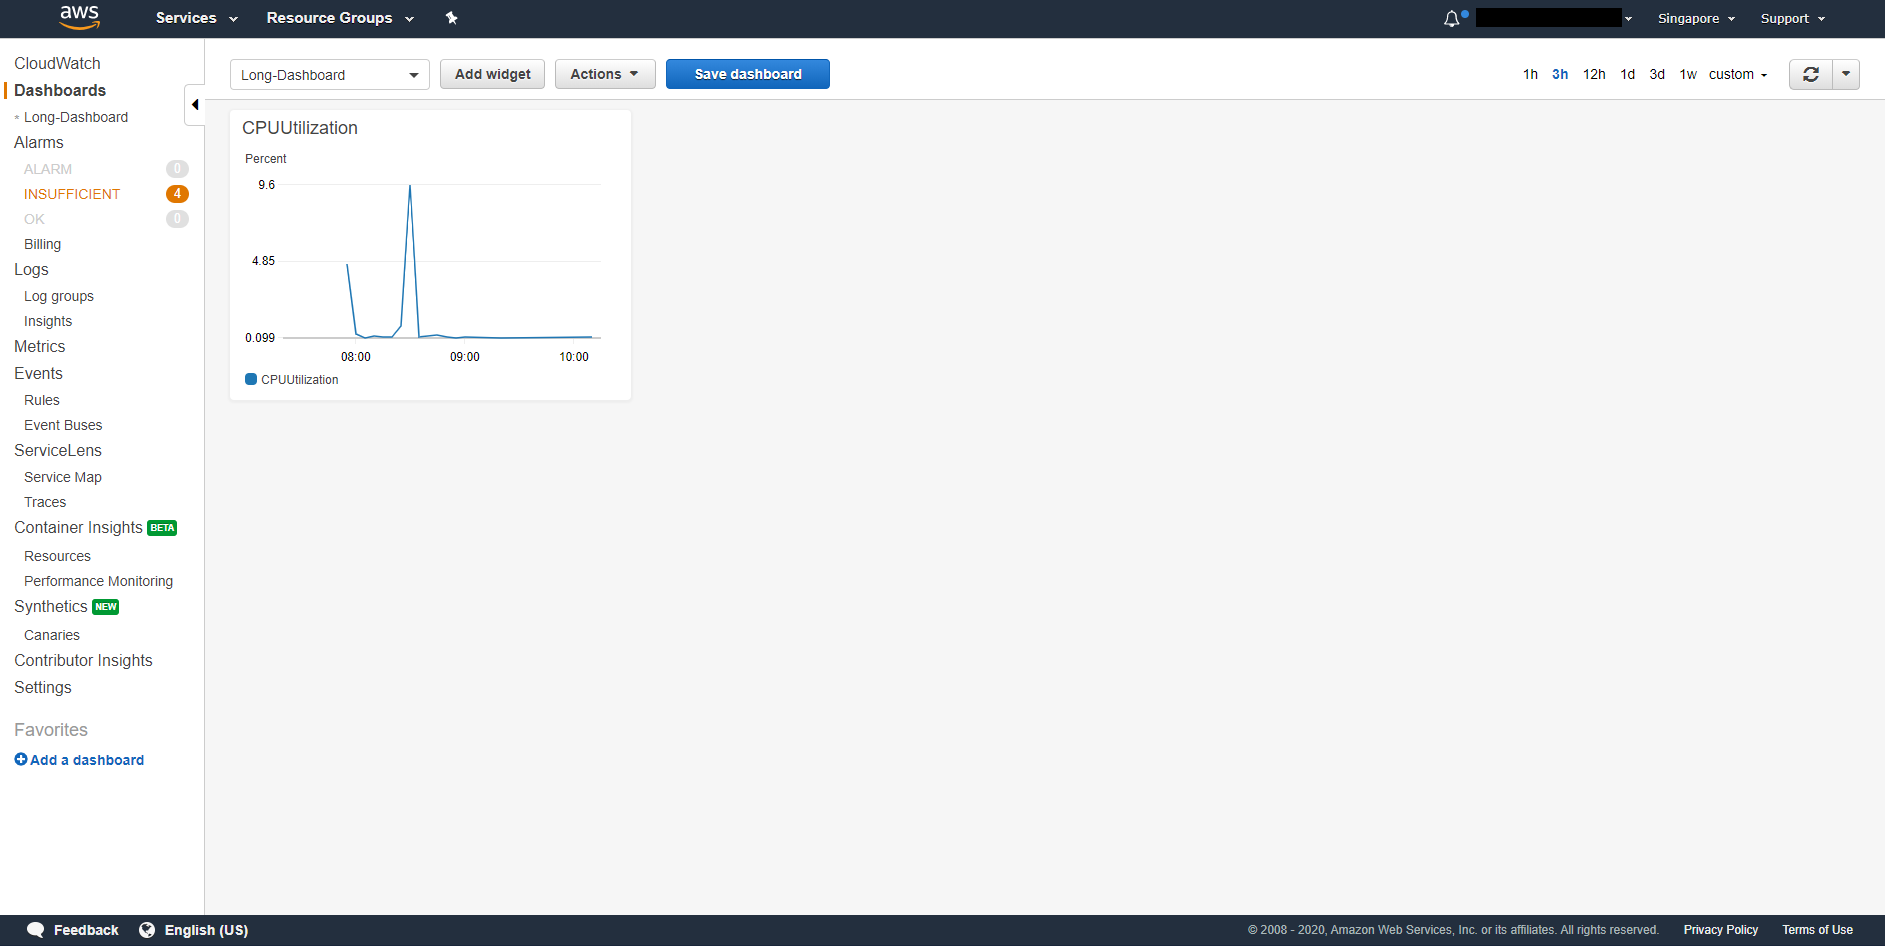 aws Services Resource Groups Singapore Support
CloudWatch
Dashboards
Long-Dashboard
Alarms
ALARM 0
INSUFFICIENT 4
OK 0
Billing
Logs
Log groups
Insights
Metrics
Events
Rules
Event Buses
ServiceLens
Service Map
Traces
Container Insights BETA
Resources
Performance Monitoring
Synthetics NEW
Canaries
Contributor Insights
Settings
Favorites
Add a dashboard
Long-Dashboard Add widget Actions Save dashboard 1h 3h 12h 1d 3d 1w custom
CPUUtilization
Percent
9.6
4.85
0.099
08:00 09:00 10:00
CPUUtilization
Feedback English (US) © 2008 - 2020, Amazon Web Services, Inc. or its affiliates. All rights reserved. Privacy Policy Terms of Use